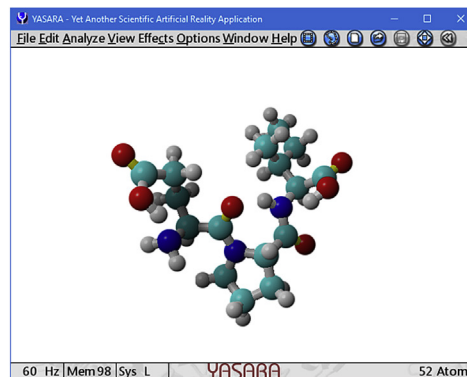 YASARA - Yet Another Scientific Artificial Reality Application
File Edit Analyze View Effects Options Window Help
60 Hz Mem 98 Sys L YASARA 52 Atom